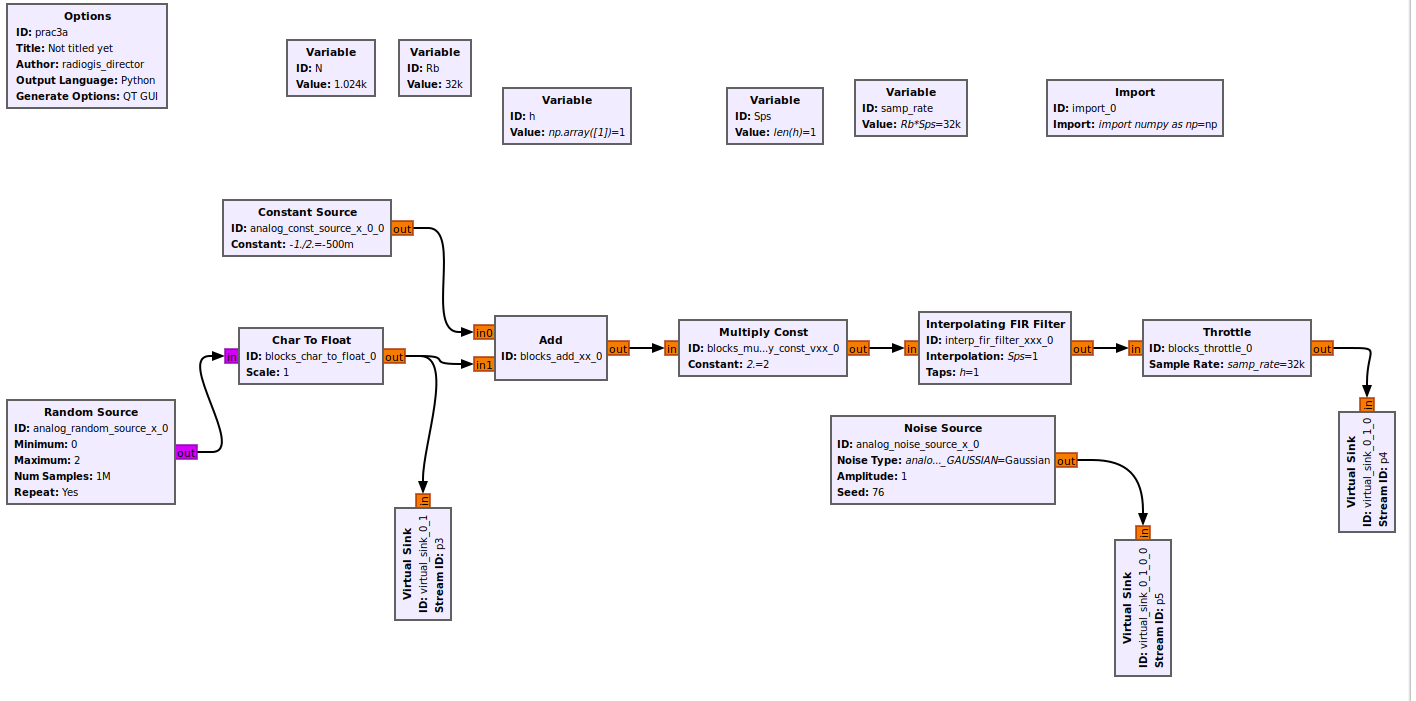 Options
ID: prac3a
Title: Not titled yet
Author: radiogis_director
Output Language: Python
Generate Options: QT GUI
Variable
ID: N
Value: 1.024k
Variable
ID: Rb
Value: 32k
Variable
ID: h
Value: np.array([1])=1
Variable
ID: Sps
Value: len(h)=1
Variable
ID: samp_rate
Value: Rb*Sps=32k
Import
ID: import_0
Import: import numpy as np=np
Constant Source
ID: analog_const_source_x_0_0
Constant: -1./2.=-500m
out
Random Source
ID: analog_random_source_x_0
Minimum: 0
Maximum: 2
Num Samples: 1M
Repeat: Yes
out
in
Char To Float
ID: blocks_char_to_float_0
Scale: 1
out
in
Virtual Sink
ID: virtual_sink_0_1
Stream ID: p3
in0
in1
Add
ID: blocks_add_xx_0
out
in
Multiply Const
ID: blocks_mu...y_const_vxx_0
Constant: 2.=2
out
in
Interpolating FIR Filter
ID: interp_fir_filter_xxx_0
Interpolation: Sps=1
Taps: h=1
out
in
Throttle
ID: blocks_throttle_0
Sample Rate: samp_rate=32k
out
in
Virtual Sink
ID: virtual_sink_0_1_0
Stream ID: p4
Noise Source
ID: analog_noise_source_x_0
Noise Type: analo..._GAUSSIAN=Gaussian
Amplitude: 1
Seed: 76
out
in
Virtual Sink
ID: virtual_sink_0_1_0_0
Stream ID: p5